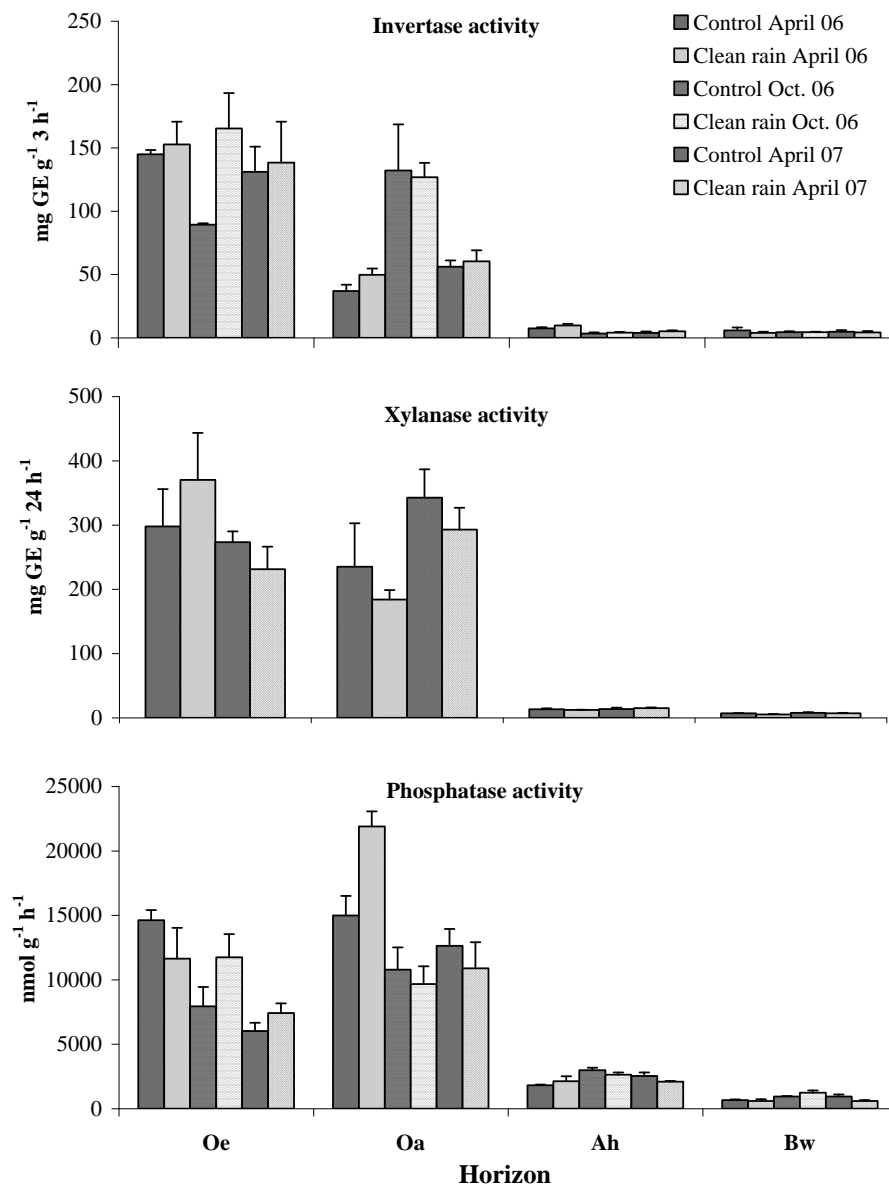 Invertase activity
Control April 06
Clean rain April 06
Control Oct. 06
Clean rain Oct. 06
Control April 07
Clean rain April 07
mg GE g⁻¹ 3 h⁻¹
250
200
150
100
50
0
Xylanase activity
mg GE g⁻¹ 24 h⁻¹
500
400
300
200
100
0
Phosphatase activity
nmol g⁻¹ h⁻¹
25000
20000
15000
10000
5000
0
Oe Oa Ah Bw
Horizon